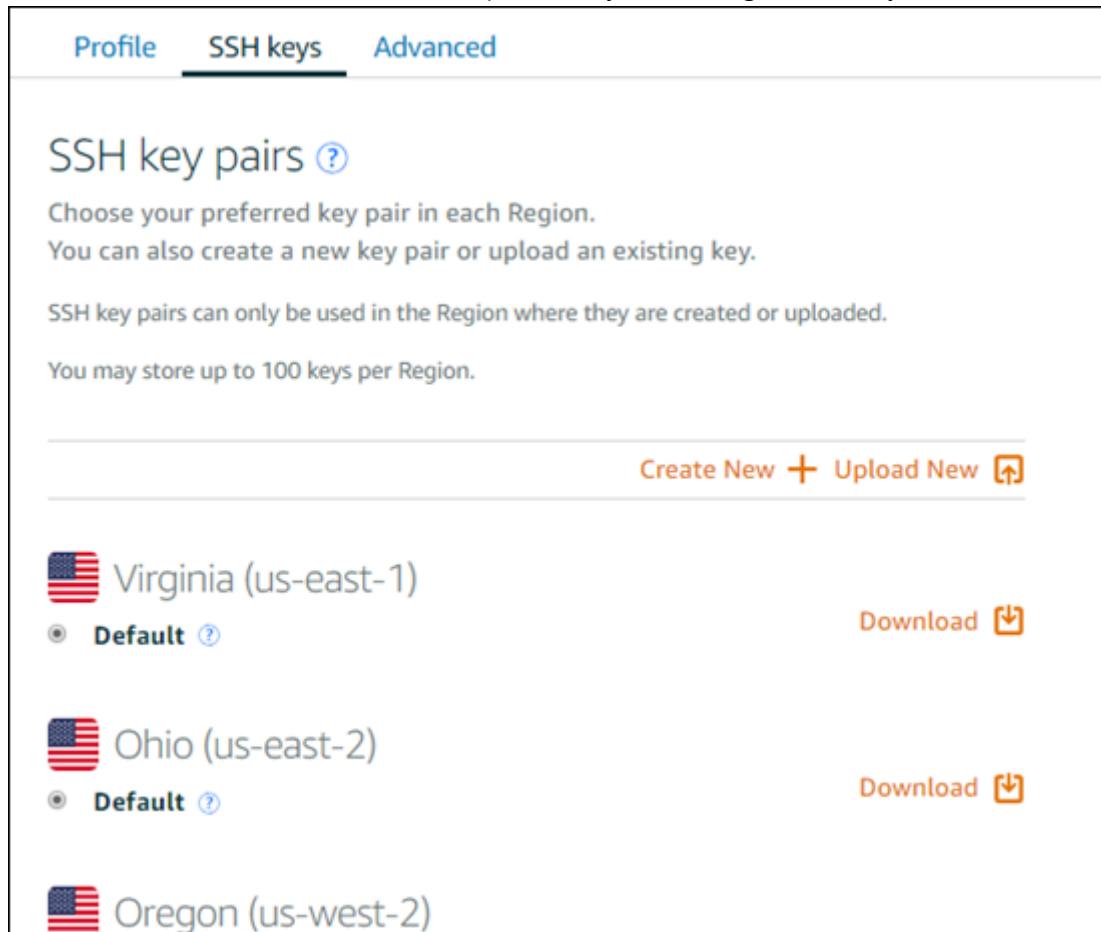 Profile SSH keys Advanced
SSH key pairs ?
Choose your preferred key pair in each Region.
You can also create a new key pair or upload an existing key.
SSH key pairs can only be used in the Region where they are created or uploaded.
You may store up to 100 keys per Region.
Create New + Upload New
Virginia (us-east-1)
Default ?
Download
Ohio (us-east-2)
Default ?
Download
Oregon (us-west-2)